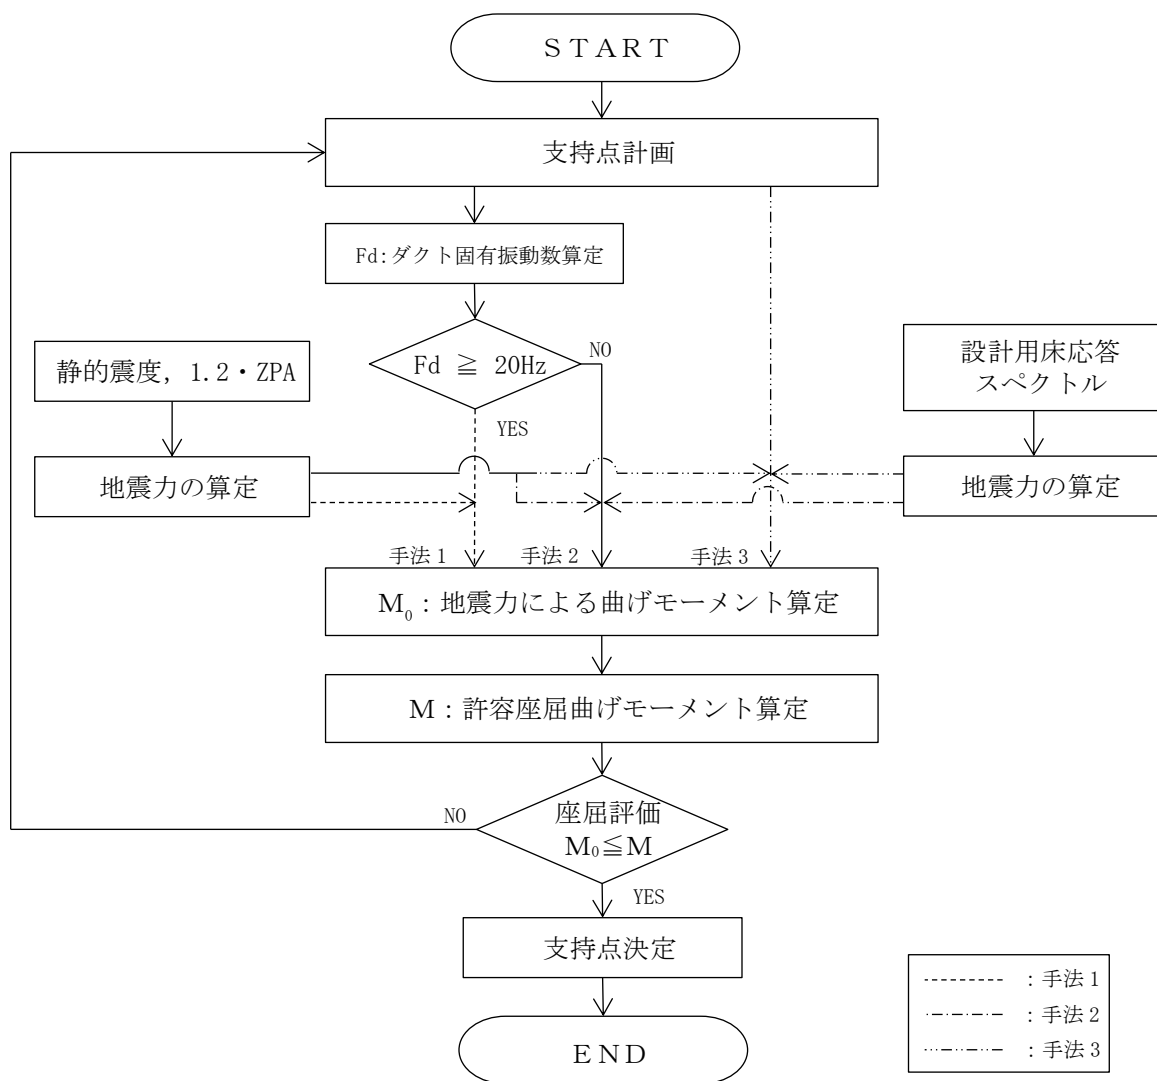 ＳＴＡＲＴ
支持点計画
Fd:ダクト固有振動数算定
Fd ≧ 20Hz
NO
YES
静的震度, 1.2・ZPA
地震力の算定
設計用床応答
スペクトル
地震力の算定
手法1
手法2
手法3
M₀：地震力による曲げモーメント算定
M：許容座屈曲げモーメント算定
座屈評価
M₀≦M
NO
YES
支持点決定
ＥＮＤ
：手法1
：手法2
：手法3